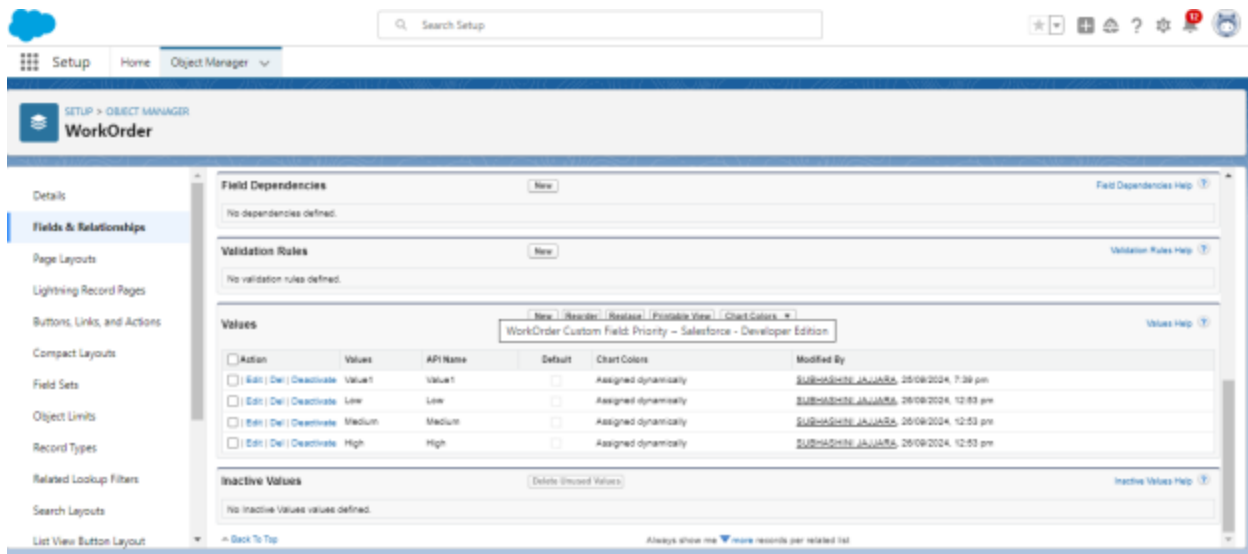 Search Setup
12
Setup Home Object Manager
SETUP > OBJECT MANAGER
WorkOrder
Details
Fields & Relationships
Page Layouts
Lightning Record Pages
Buttons, Links, and Actions
Compact Layouts
Field Sets
Object Limits
Record Types
Related Lookup Filters
Search Layouts
List View Button Layout
Field Dependencies New Field Dependencies Help ?
No dependencies defined.
Validation Rules New Validation Rules Help ?
No validation rules defined.
Values New Reorder Replace Printable View Chart Colors Values Help ?
WorkOrder Custom Field: Priority ~ Salesforce - Developer Edition
Action Values API Name Default Chart Colors Modified By
| Edit | Del | Deactivate Value1 Value1 Assigned dynamically SUBHASHINI JAJJARA, 25/09/2024, 7:39 pm
| Edit | Del | Deactivate Low Low Assigned dynamically SUBHASHINI JAJJARA, 26/09/2024, 12:53 pm
| Edit | Del | Deactivate Medium Medium Assigned dynamically SUBHASHINI JAJJARA, 26/09/2024, 12:53 pm
| Edit | Del | Deactivate High High Assigned dynamically SUBHASHINI JAJJARA, 26/09/2024, 12:53 pm
Inactive Values Delete Unused Values Inactive Values Help ?
No Inactive Values values defined.
Back To Top Always show me more records per related list